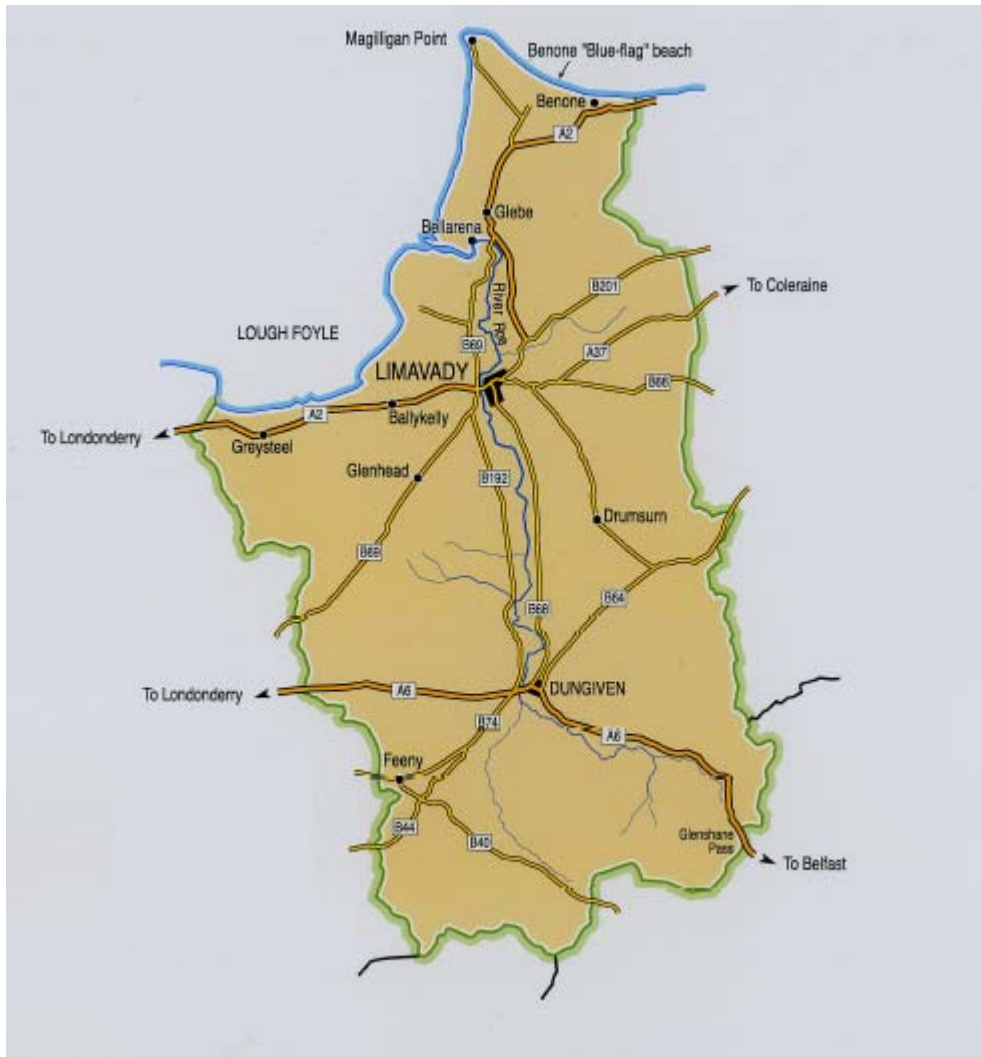 Magilligan Point
Benone "Blue-flag" beach
Benone
A2
Glebe
Bellarena
B201
To Coleraine
River Roe
LOUGH FOYLE
B69
A37
LIMAVADY
B66
A2
Ballykelly
To Londonderry
Greysteel
Glenhead
B192
Drumsurn
B69
B64
B68
To Londonderry
A6
DUNGIVEN
B74
A6
Feeny
B44
B40
Glenshane
Pass
To Belfast